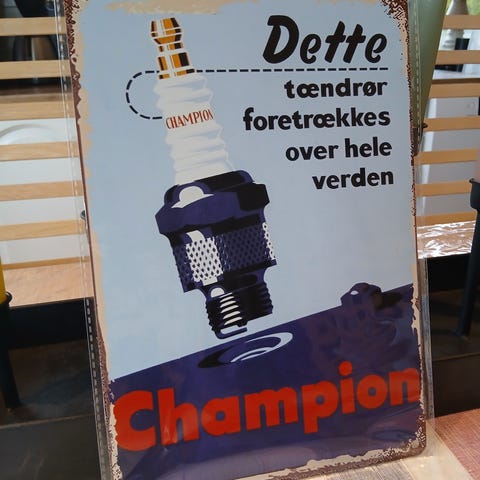 Dette
tændrør
foretrækkes
over hele
verden
CHAMPION
Champion